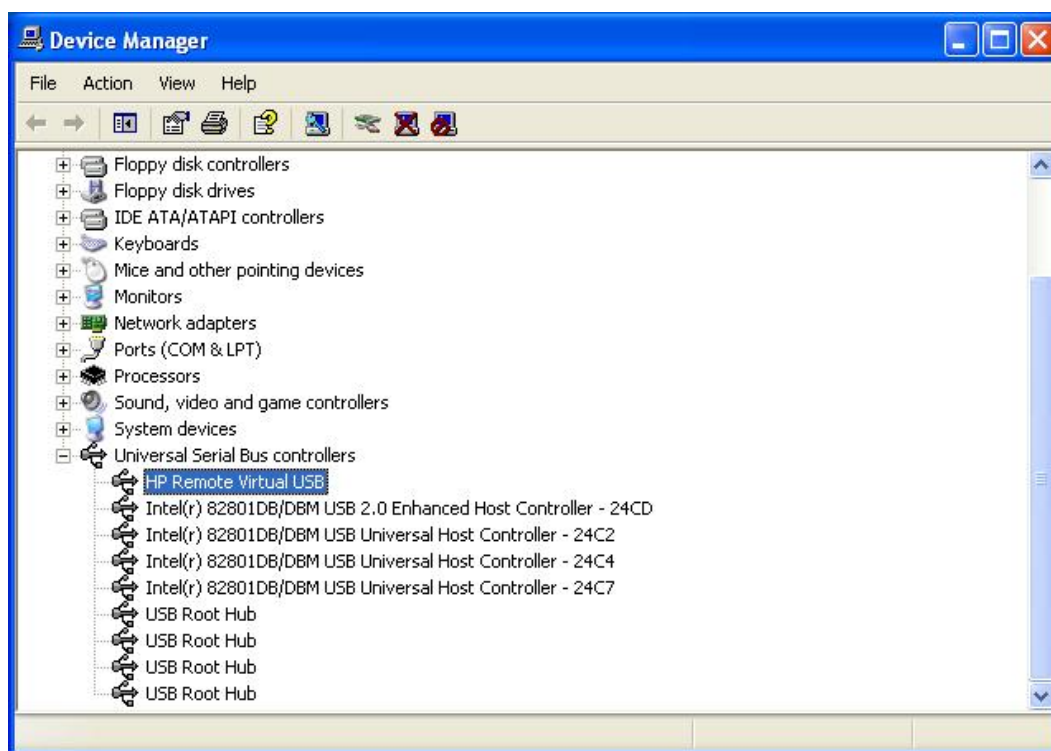 Device Manager
File Action View Help
Floppy disk controllers
Floppy disk drives
IDE ATA/ATAPI controllers
Keyboards
Mice and other pointing devices
Monitors
Network adapters
Ports (COM & LPT)
Processors
Sound, video and game controllers
System devices
Universal Serial Bus controllers
HP Remote Virtual USB
Intel(r) 82801DB/DBM USB 2.0 Enhanced Host Controller - 24CD
Intel(r) 82801DB/DBM USB Universal Host Controller - 24C2
Intel(r) 82801DB/DBM USB Universal Host Controller - 24C4
Intel(r) 82801DB/DBM USB Universal Host Controller - 24C7
USB Root Hub
USB Root Hub
USB Root Hub
USB Root Hub